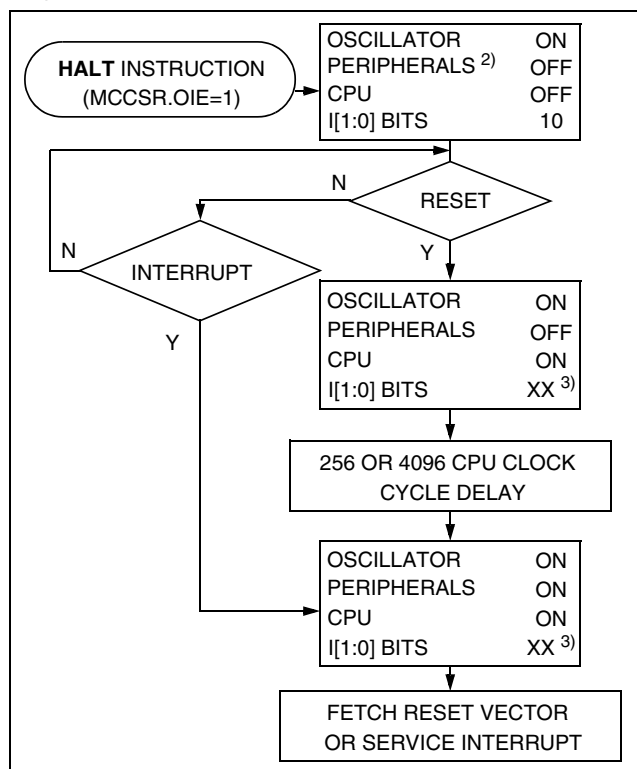 HALT INSTRUCTION
(MCCSR.OIE=1)
OSCILLATOR ON
PERIPHERALS 2) OFF
CPU OFF
I[1:0] BITS 10
RESET
N
Y
INTERRUPT
N
Y
OSCILLATOR ON
PERIPHERALS OFF
CPU ON
I[1:0] BITS XX 3)
256 OR 4096 CPU CLOCK
CYCLE DELAY
OSCILLATOR ON
PERIPHERALS ON
CPU ON
I[1:0] BITS XX 3)
FETCH RESET VECTOR
OR SERVICE INTERRUPT